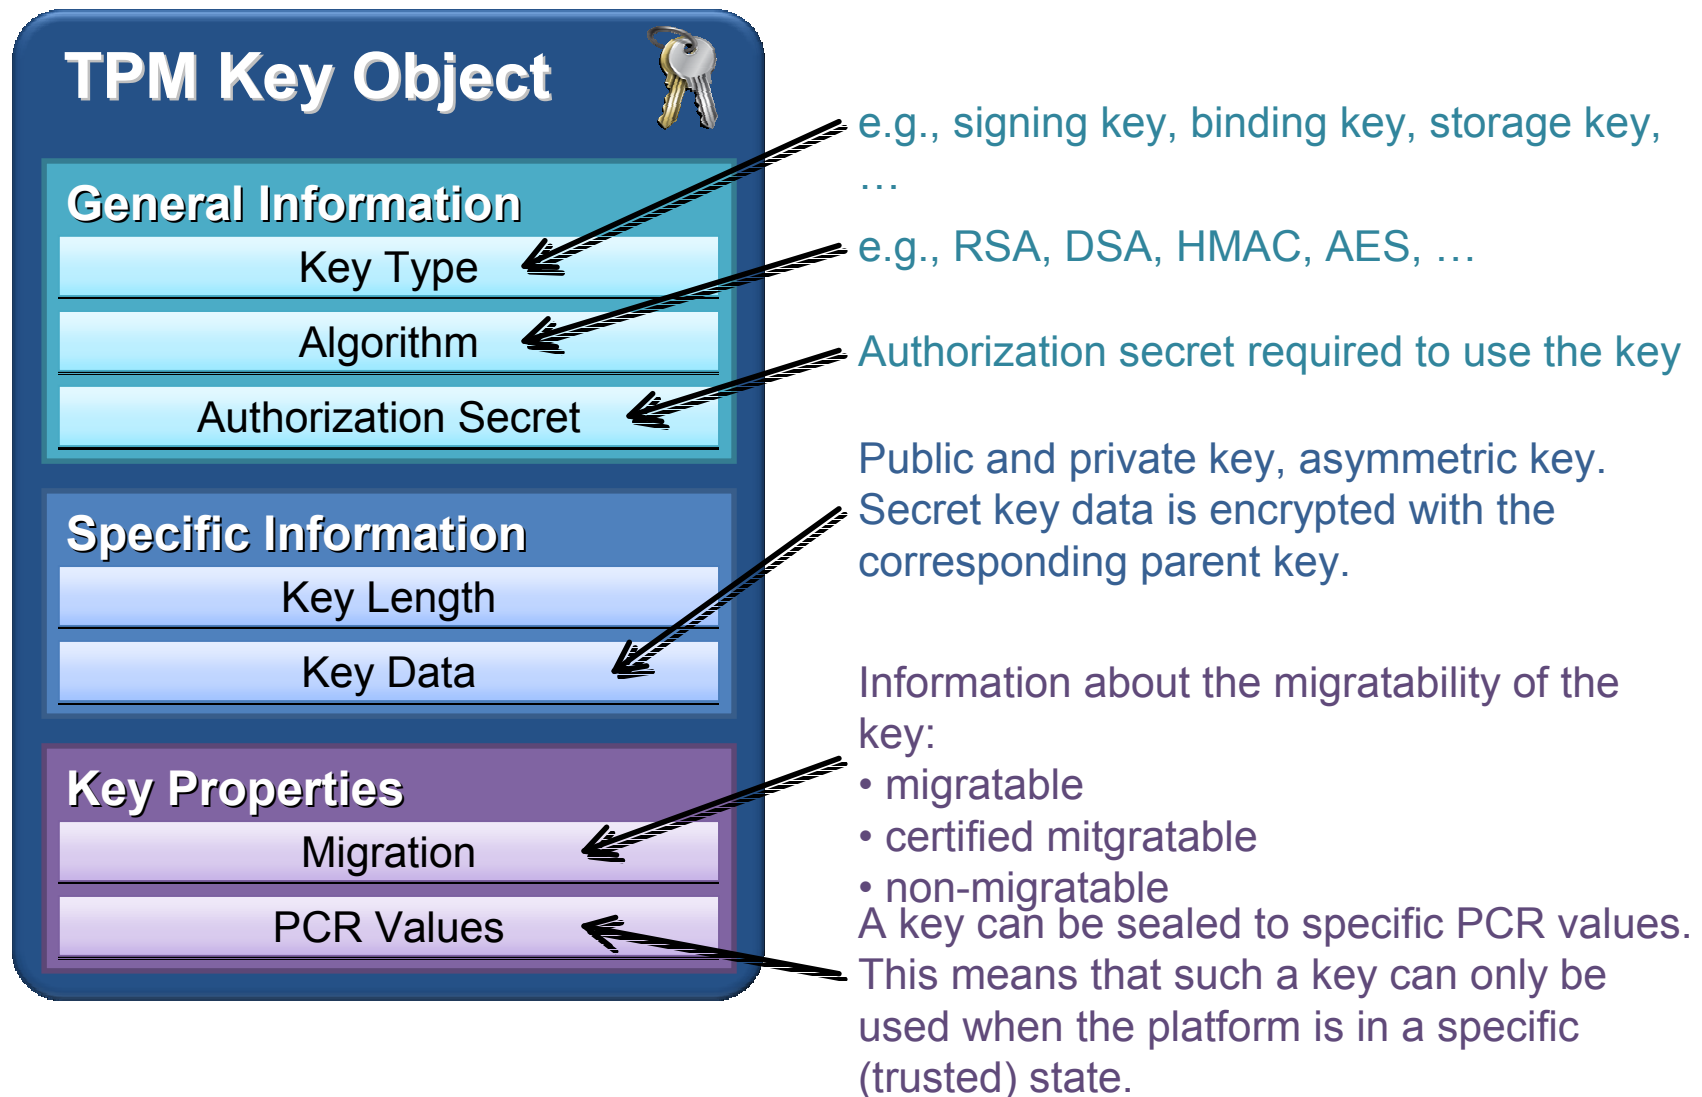 TPM Key Object
General Information
Key Type
Algorithm
Authorization Secret
Specific Information
Key Length
Key Data
Key Properties
Migration
PCR Values
e.g., signing key, binding key, storage key,
…
e.g., RSA, DSA, HMAC, AES, …
Authorization secret required to use the key
Public and private key, asymmetric key.
Secret key data is encrypted with the
corresponding parent key.
Information about the migratability of the
key:
• migratable
• certified mitgratable
• non-migratable
A key can be sealed to specific PCR values.
This means that such a key can only be
used when the platform is in a specific
(trusted) state.